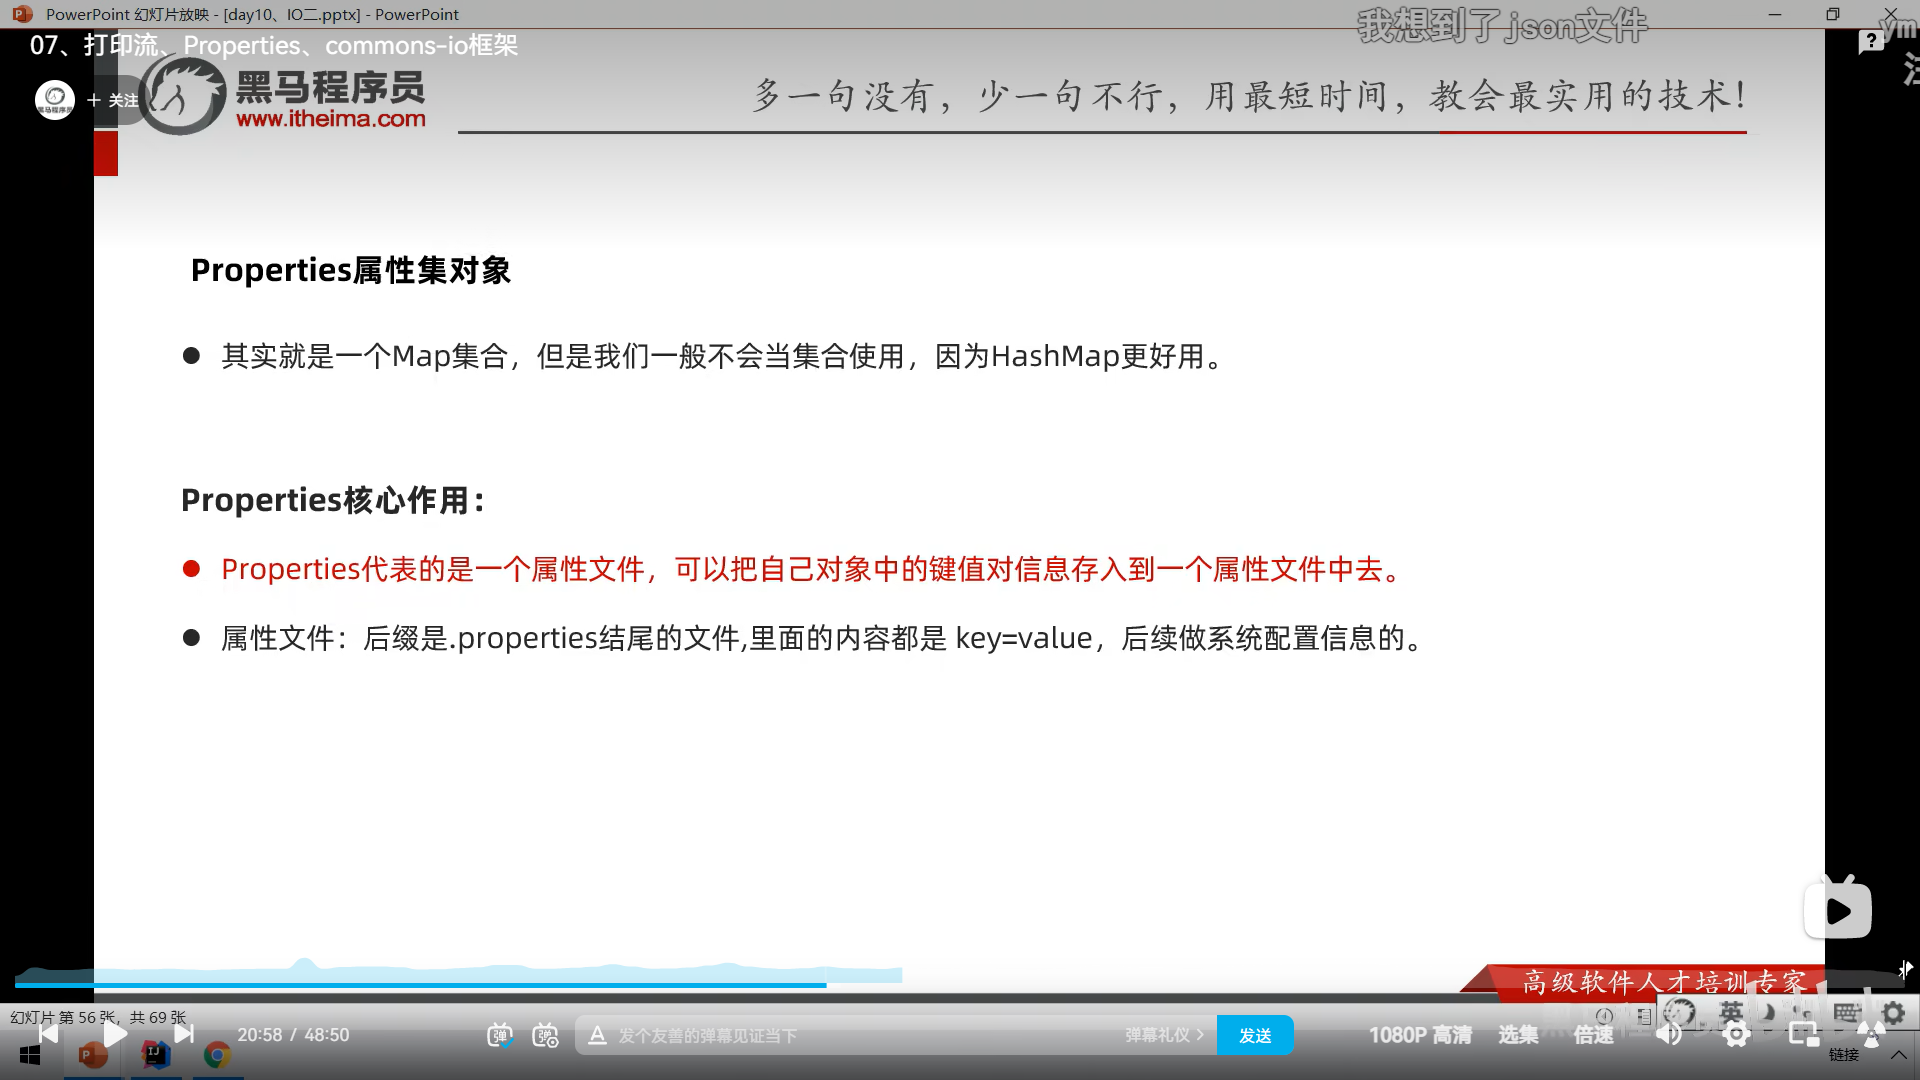 PowerPoint 幻灯片放映 - [day10、IO二.pptx] - PowerPoint
我想到了json文件
ym
07、打印流、Properties、commons-io框架
+ 关注
黑马程序员
www.itheima.com
多一句没有，少一句不行，用最短时间，教会最实用的技术！
Properties属性集对象
其实就是一个Map集合，但是我们一般不会当集合使用，因为HashMap更好用。
Properties核心作用：
Properties代表的是一个属性文件，可以把自己对象中的键值对信息存入到一个属性文件中去。
属性文件：后缀是.properties结尾的文件,里面的内容都是 key=value，后续做系统配置信息的。
高级软件人才培训专家
幻灯片 第 56 张，共 69 张
英
20:58 / 48:50
弹
弹
发个友善的弹幕见证当下
弹幕礼仪 >
发送
1080P 高清
选集
倍速
链接